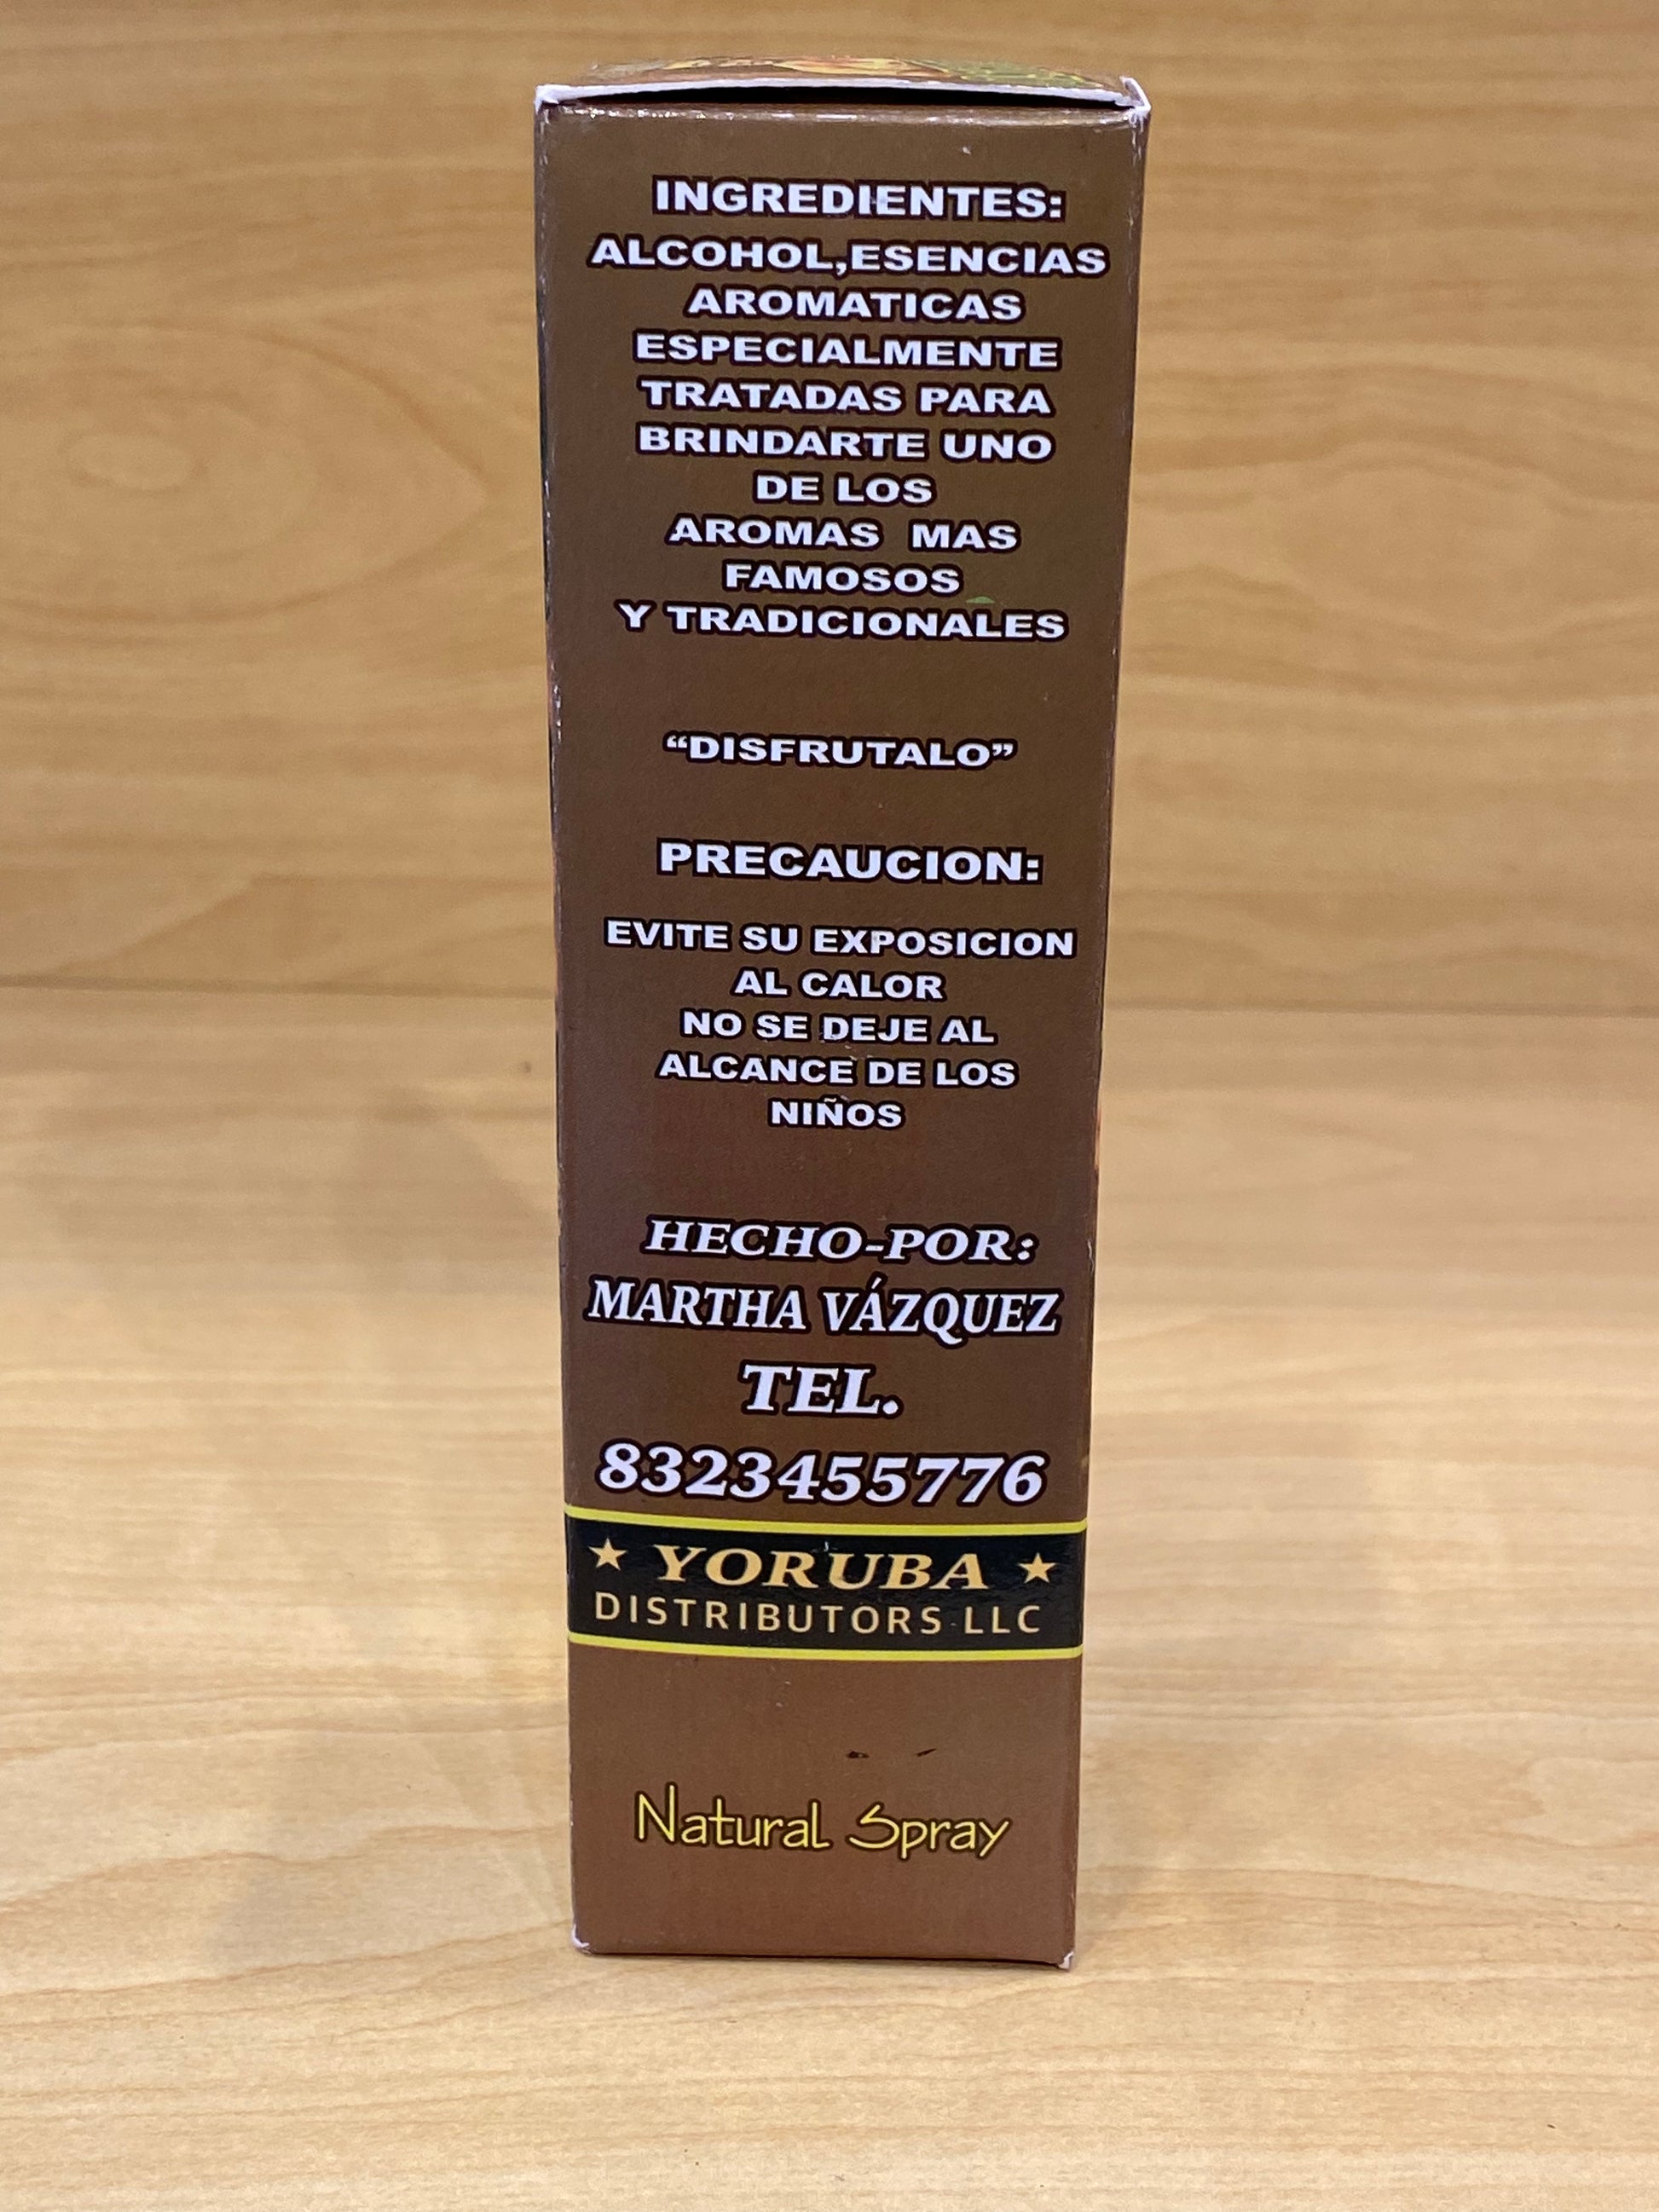 INGREDIENTES:
ALCOHOL,ESENCIAS
AROMATICAS
ESPECIALMENTE
TRATADAS PARA
BRINDARTE UNO
DE LOS
AROMAS MAS
FAMOSOS
Y TRADICIONALES
“DISFRUTALO”
PRECAUCION:
EVITE SU EXPOSICION
AL CALOR
NO SE DEJE AL
ALCANCE DE LOS
NIÑOS
HECHO-POR:
MARTHA VÁZQUEZ
TEL.
8323455776
★ YORUBA ★
DISTRIBUTORS LLC
Natural Spray